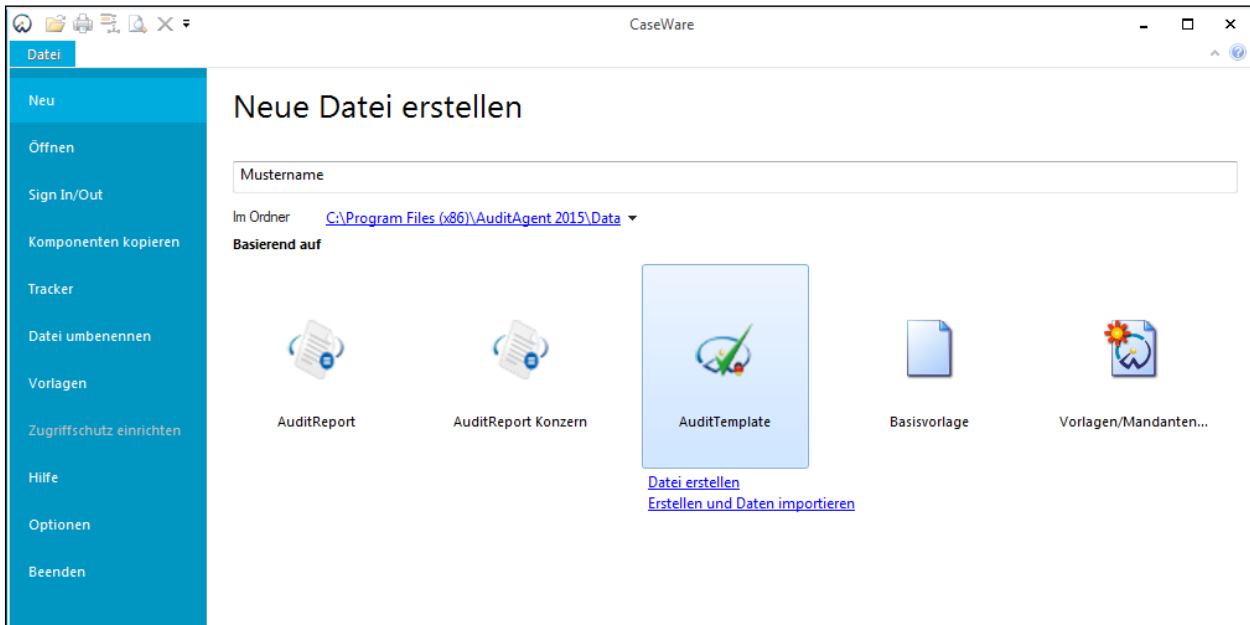 CaseWare
Datei
Neu
Öffnen
Sign In/Out
Komponenten kopieren
Tracker
Datei umbenennen
Vorlagen
Zugriffschutz einrichten
Hilfe
Optionen
Beenden
Neue Datei erstellen
Mustername
Im Ordner C:\Program Files (x86)\AuditAgent 2015\Data
Basierend auf
AuditReport
AuditReport Konzern
AuditTemplate
Basisvorlage
Vorlagen/Mandanten...
Datei erstellen
Erstellen und Daten importieren